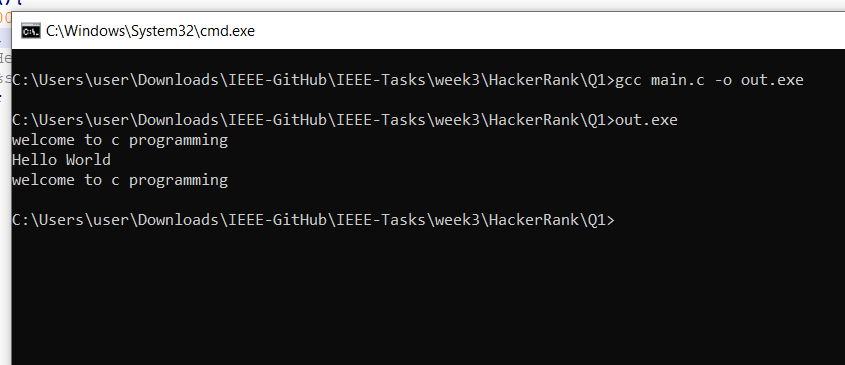 C:\Windows\System32\cmd.exe
C:\Users\user\Downloads\IEEE-GitHub\IEEE-Tasks\week3\HackerRank\Q1>gcc main.c -o out.exe
C:\Users\user\Downloads\IEEE-GitHub\IEEE-Tasks\week3\HackerRank\Q1>out.exe
welcome to c programming
Hello World
welcome to c programming
C:\Users\user\Downloads\IEEE-GitHub\IEEE-Tasks\week3\HackerRank\Q1>